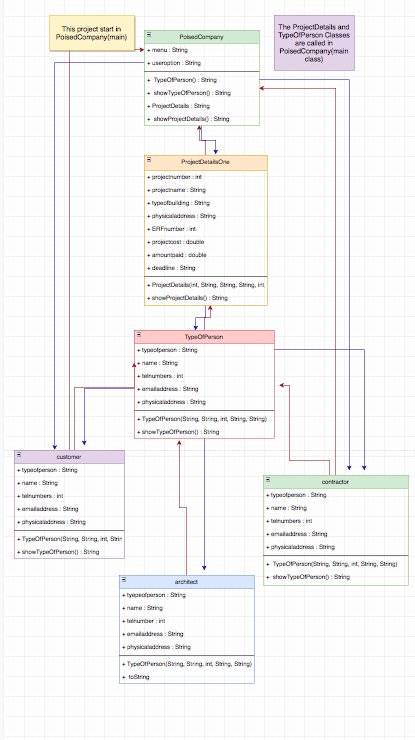 This project start in
PoisedCompany(main)
The ProjectDetails and
TypeOfPerson Classes
are called in
PoisedCompany(main
class)
PoisedCompany
+ menu : String
+ useroption : String
+ TypeOfPerson() : String
+ showTypeOfPerson() : String
+ ProjectDetails : String
+ showProjectDetails() : String
ProjectDetailsOne
+ projectnumber : int
+ projectname : String
+ typeofbuilding : String
+ physicaladdress : String
+ ERFnumber : int
+ projectcost : double
+ amountpaid : double
+ deadline : String
+ ProjectDetails(int, String, String, String, int,
+ showProjectDetails() : String
TypeOfPerson
+ typeofperson : String
+ name : String
+ telnumbers : int
+ emailaddress : String
+ physicaladdress : String
+ TypeOfPerson(String, String, int, String, String)
+ showTypeOfPerson() : String
customer
+ typeofperson : String
+ name : String
+ telnumbers : int
+ emailaddress : String
+ physicaladdress : String
+ TypeOfPerson(String, String, int, Strin
+ showTypeOfPerson() : String
contractor
+ typeofperson : String
+ name : String
+ telnumbers : int
+ emailaddress : String
+ physicaladdress : String
+ TypeOfPerson(String, String, int, String, String)
+ showTypeOfPerson() : String
architect
+ tyepeofperson : String
+ name : String
+ telnumber : int
+ emailaddress : String
+ physicaladdress : String
+ TypeOfPerson(String, String, int, String, String)
+ toString